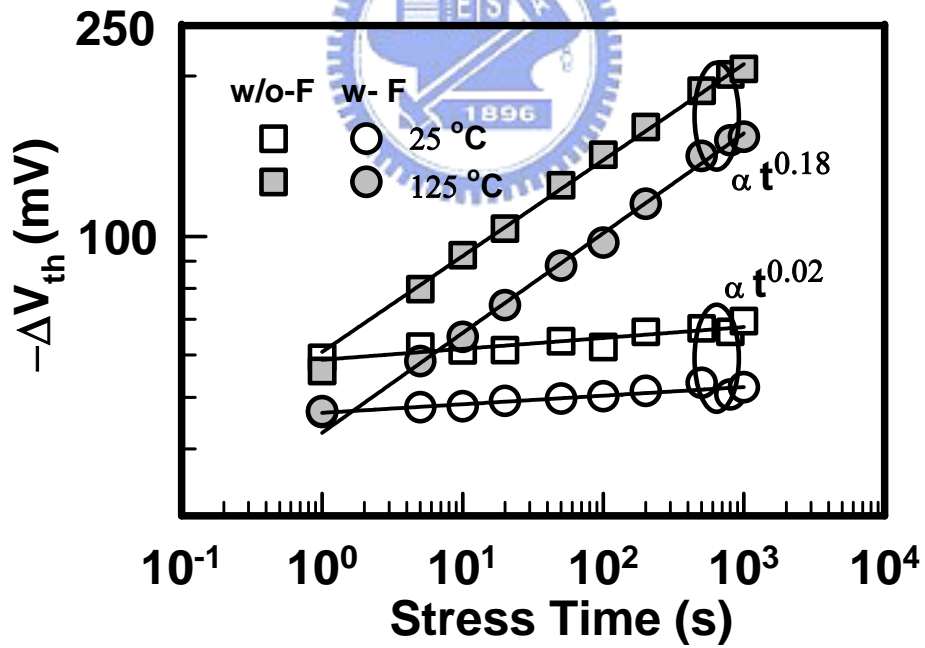 250
E S
w/o-F w- F
1896
25 °C
125 °C
α t^0.18
100
−ΔV_th (mV)
α t^0.02
10^-1 10^0 10^1 10^2 10^3 10^4
Stress Time (s)